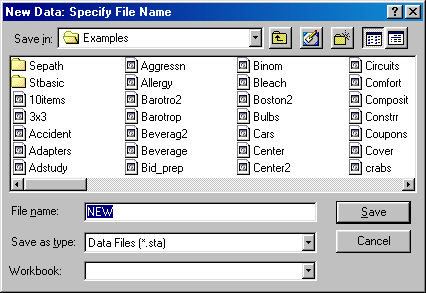 New Data: Specify File Name
Save in: Examples
Sepath Aggressn Binom Circuits
Stbasic Allergy Bleach Comfort
10items Barotro2 Boston2 Composit
3x3 Barotrop Bulbs Constrr
Accident Beverag2 Cars Coupons
Adapters Beverage Center Cover
Adstudy Bid_prep Center2 crabs
File name: NEW Save
Save as type: Data Files (*.sta) Cancel
Workbook: